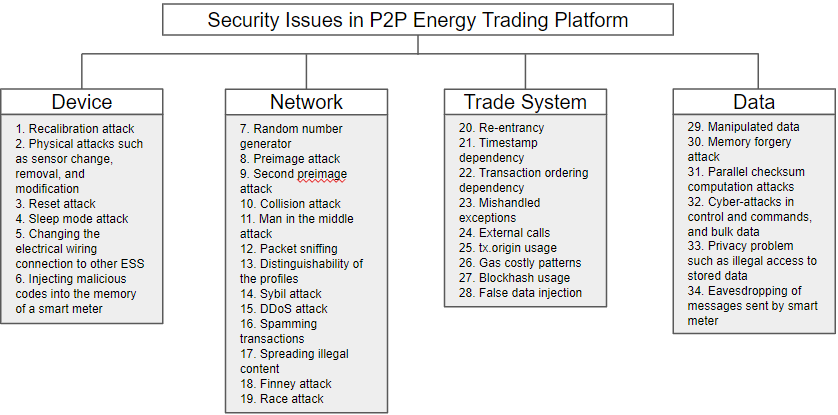 Security Issues in P2P Energy Trading Platform
Device
1. Recalibration attack
2. Physical attacks such
as sensor change,
removal, and
modification
3. Reset attack
4. Sleep mode attack
5. Changing the
electrical wiring
connection to other ESS
6. Injecting malicious
codes into the memory
of a smart meter
Network
7. Random number
generator
8. Preimage attack
9. Second preimage
attack
10. Collision attack
11. Man in the middle
attack
12. Packet sniffing
13. Distinguishability of
the profiles
14. Sybil attack
15. DDoS attack
16. Spamming
transactions
17. Spreading illegal
content
18. Finney attack
19. Race attack
Trade System
20. Re-entrancy
21. Timestamp
dependency
22. Transaction ordering
dependency
23. Mishandled
exceptions
24. External calls
25. tx.origin usage
26. Gas costly patterns
27. Blockhash usage
28. False data injection
Data
29. Manipulated data
30. Memory forgery
attack
31. Parallel checksum
computation attacks
32. Cyber-attacks in
control and commands,
and bulk data
33. Privacy problem
such as illegal access to
stored data
34. Eavesdropping of
messages sent by smart
meter